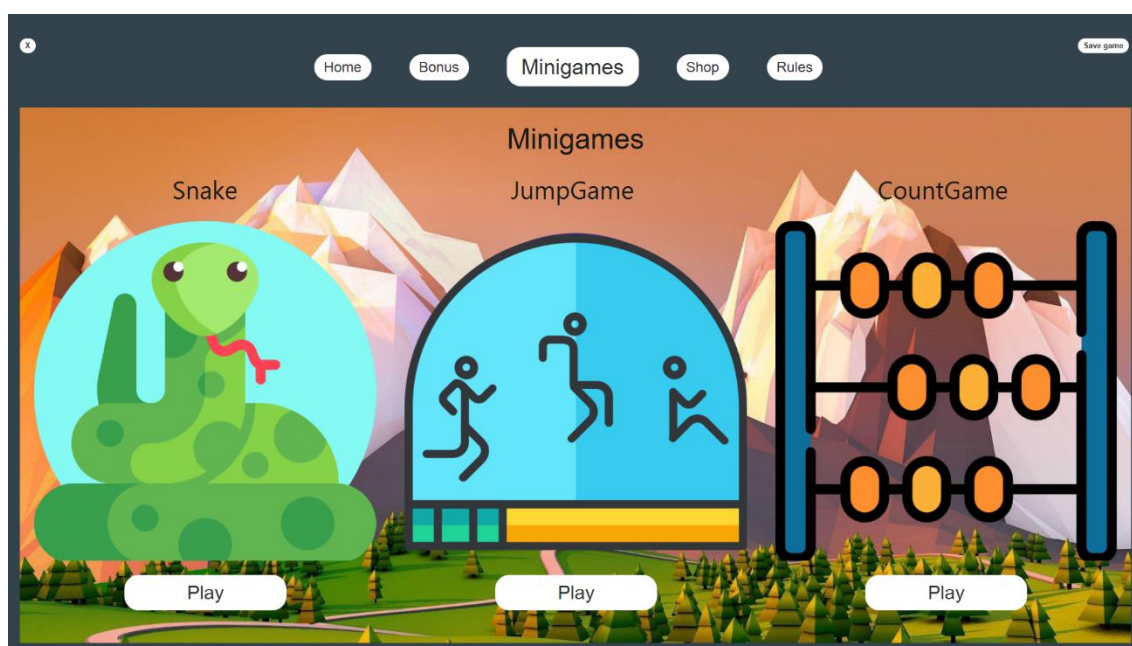 X
Save game
Home Bonus Minigames Shop Rules
Minigames
Snake JumpGame CountGame
Play Play Play